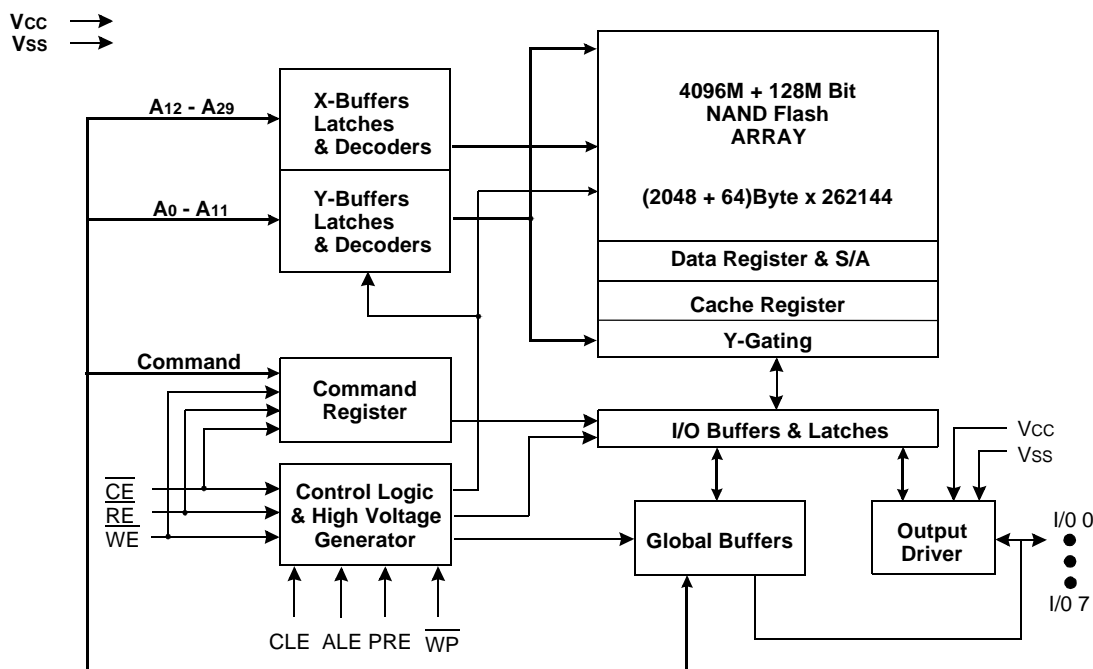 VCC
VSS
A12 - A29
X-Buffers
Latches
& Decoders
A0 - A11
Y-Buffers
Latches
& Decoders
4096M + 128M Bit
NAND Flash
ARRAY
(2048 + 64)Byte x 262144
Data Register & S/A
Cache Register
Y-Gating
Command
Command
Register
I/O Buffers & Latches
VCC
VSS
CE
RE
WE
Control Logic
& High Voltage
Generator
Global Buffers
Output
Driver
I/0 0
I/0 7
CLE ALE PRE WP